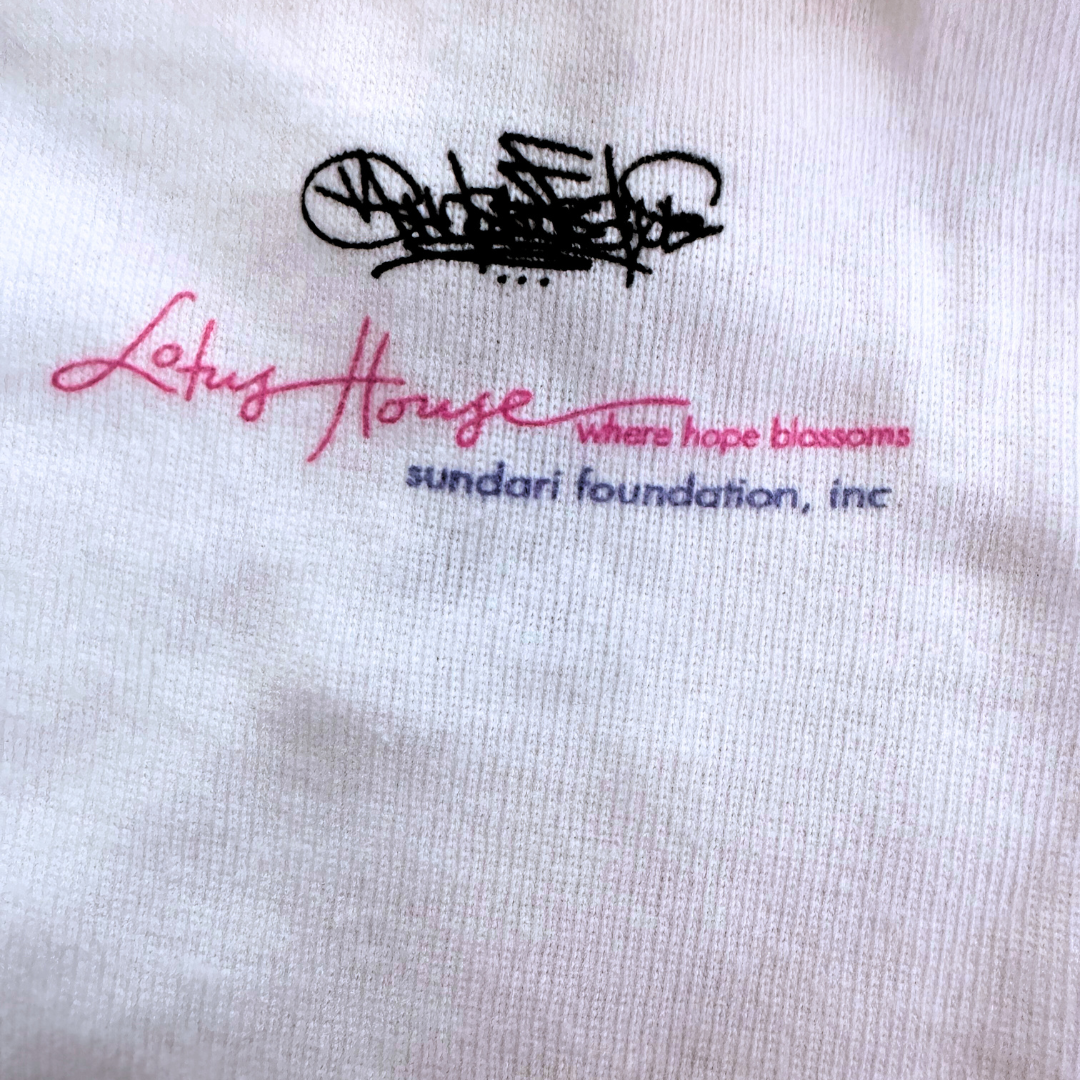 Lotus House
where hope blossoms
sundari foundation, inc